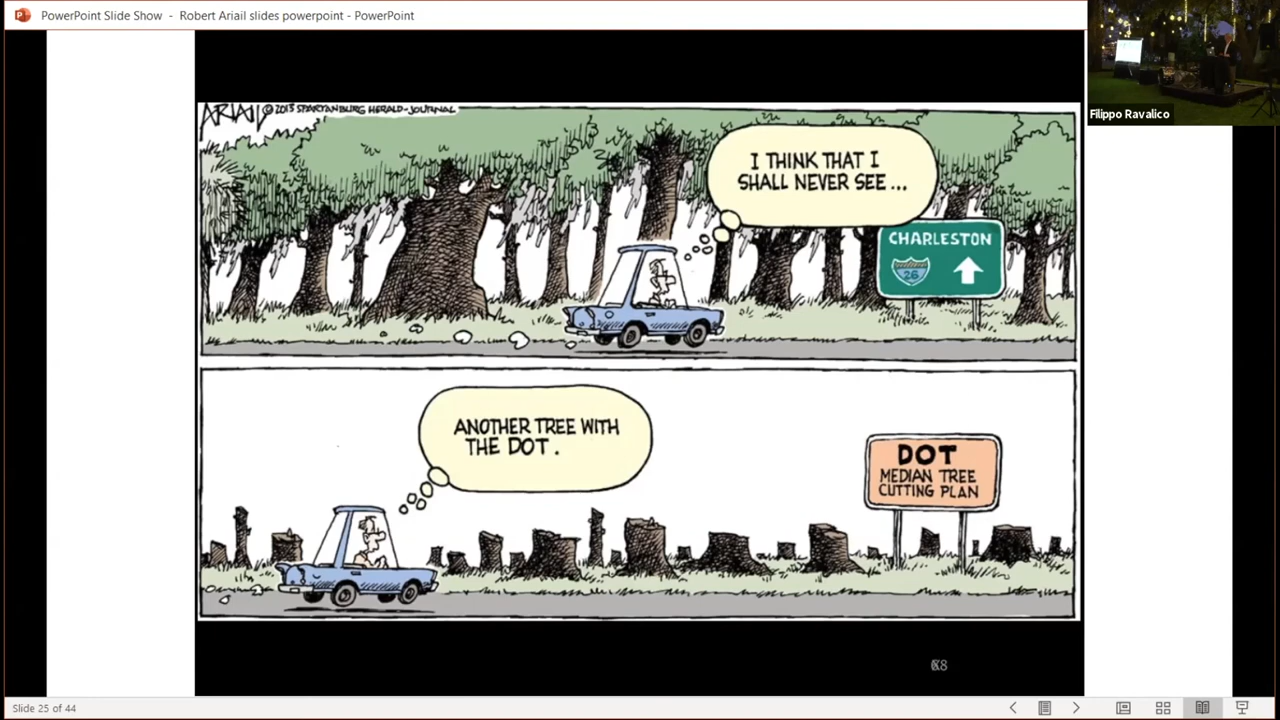 PowerPoint Slide Show - Robert Ariail slides powerpoint - PowerPoint
Filippo Ravalico
ARIAIL © 2013 SPARTANBURG HERALD-JOURNAL
I THINK THAT I
SHALL NEVER SEE...
CHARLESTON
26
ANOTHER TREE WITH
THE DOT.
DOT
MEDIAN TREE
CUTTING PLAN
Slide 25 of 44